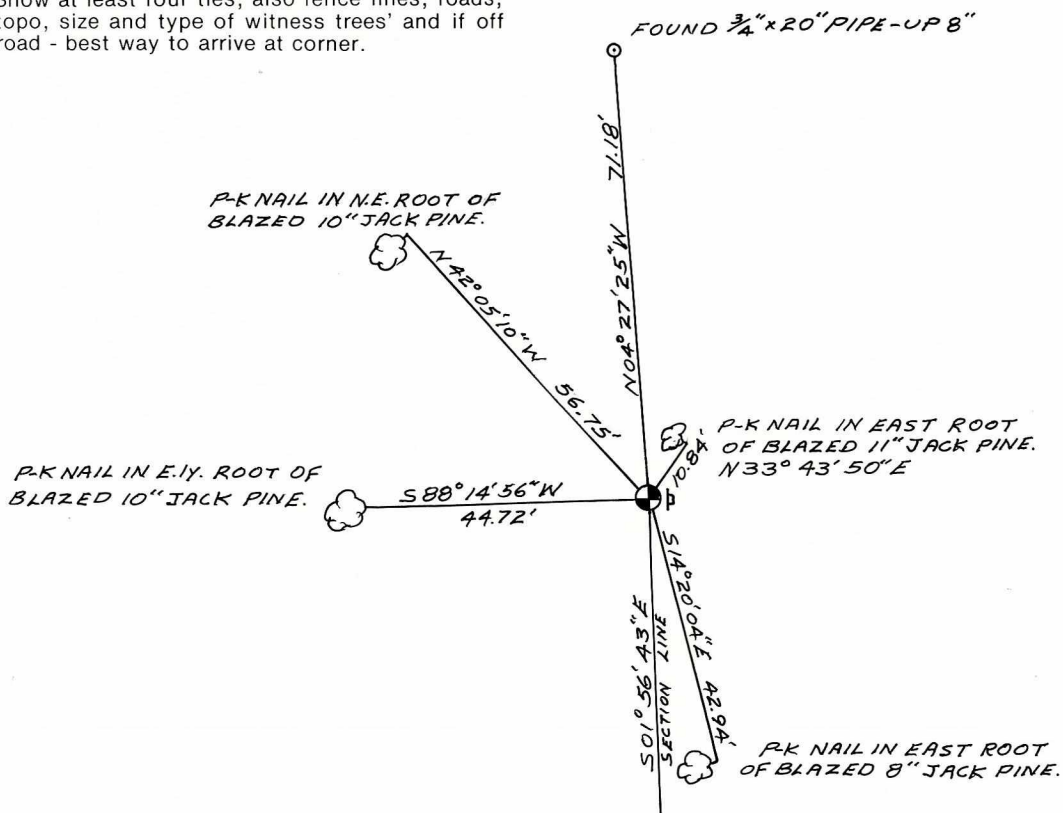 Show at least four ties, also fence lines, roads,
topo, size and type of witness trees' and if off
road - best way to arrive at corner.
FOUND 3/4" x 20" PIPE - UP 8"
71.18'
N04° 27' 25" W
P-K NAIL IN N.E. ROOT OF
BLAZED 10" JACK PINE.
N 42° 05' 10" W 56.75'
P-K NAIL IN EAST ROOT
OF BLAZED 11" JACK PINE.
N 33° 43' 50" E
10.84'
P-K NAIL IN E.ly. ROOT OF
BLAZED 10" JACK PINE.
S 88° 14' 56" W
44.72'
S14° 20' 04" E 42.94'
S01° 56' 43" E
SECTION LINE
P-K NAIL IN EAST ROOT
OF BLAZED 8" JACK PINE.